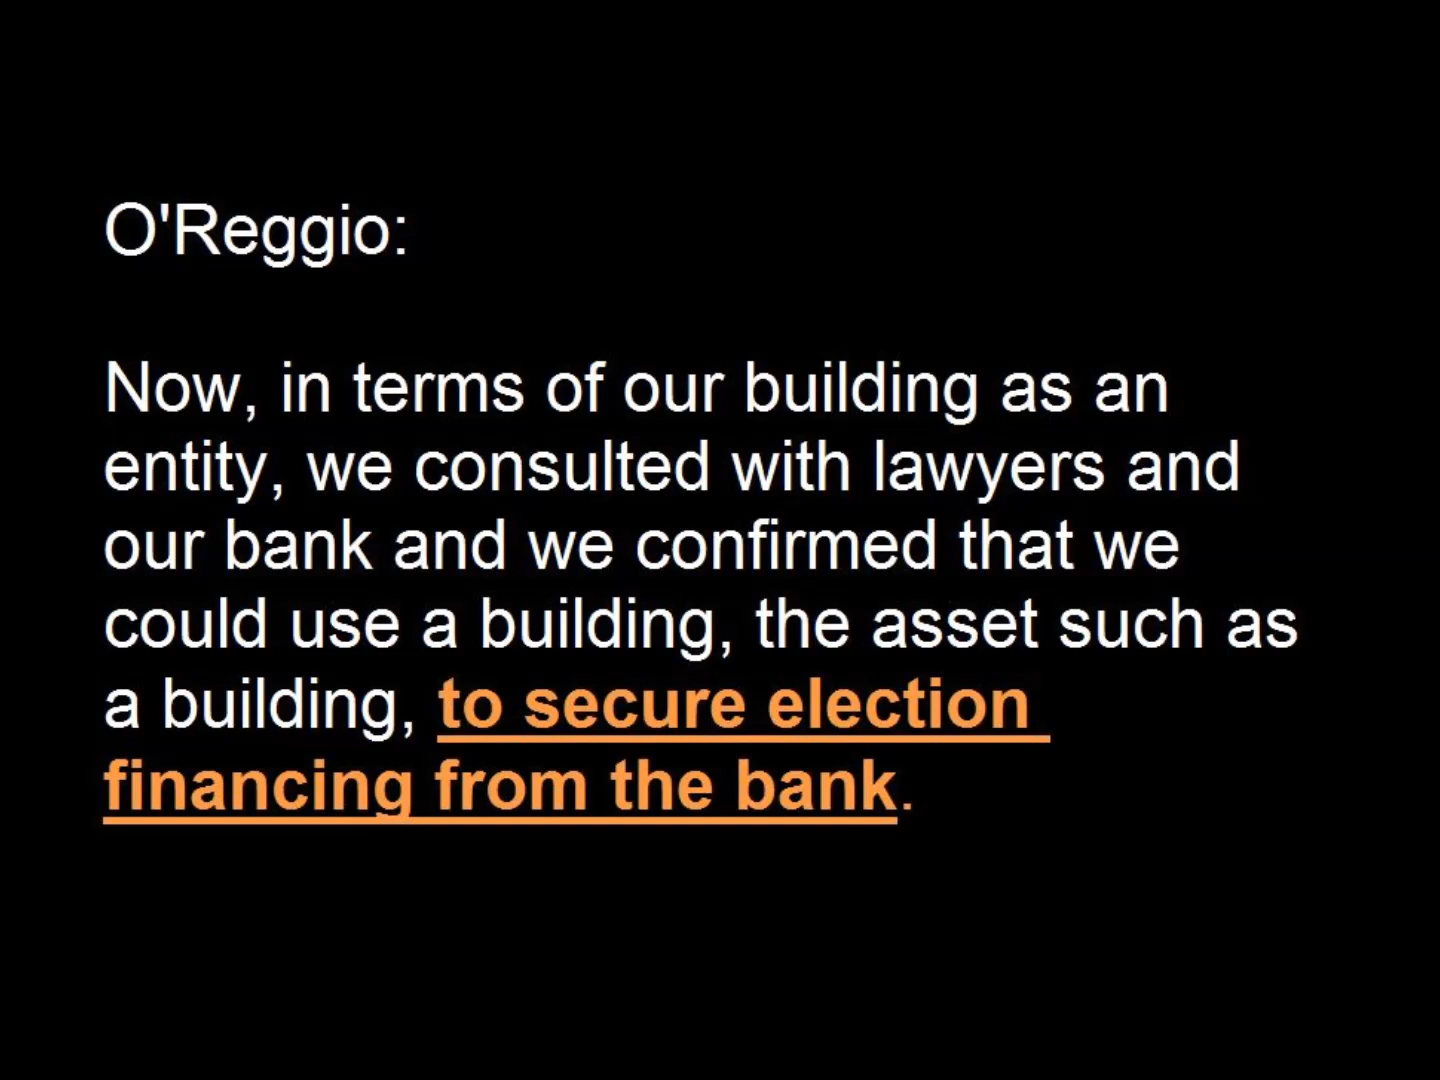 O'Reggio:
Now, in terms of our building as an
entity, we consulted with lawyers and
our bank and we confirmed that we
could use a building, the asset such as
a building, to secure election
financing from the bank.